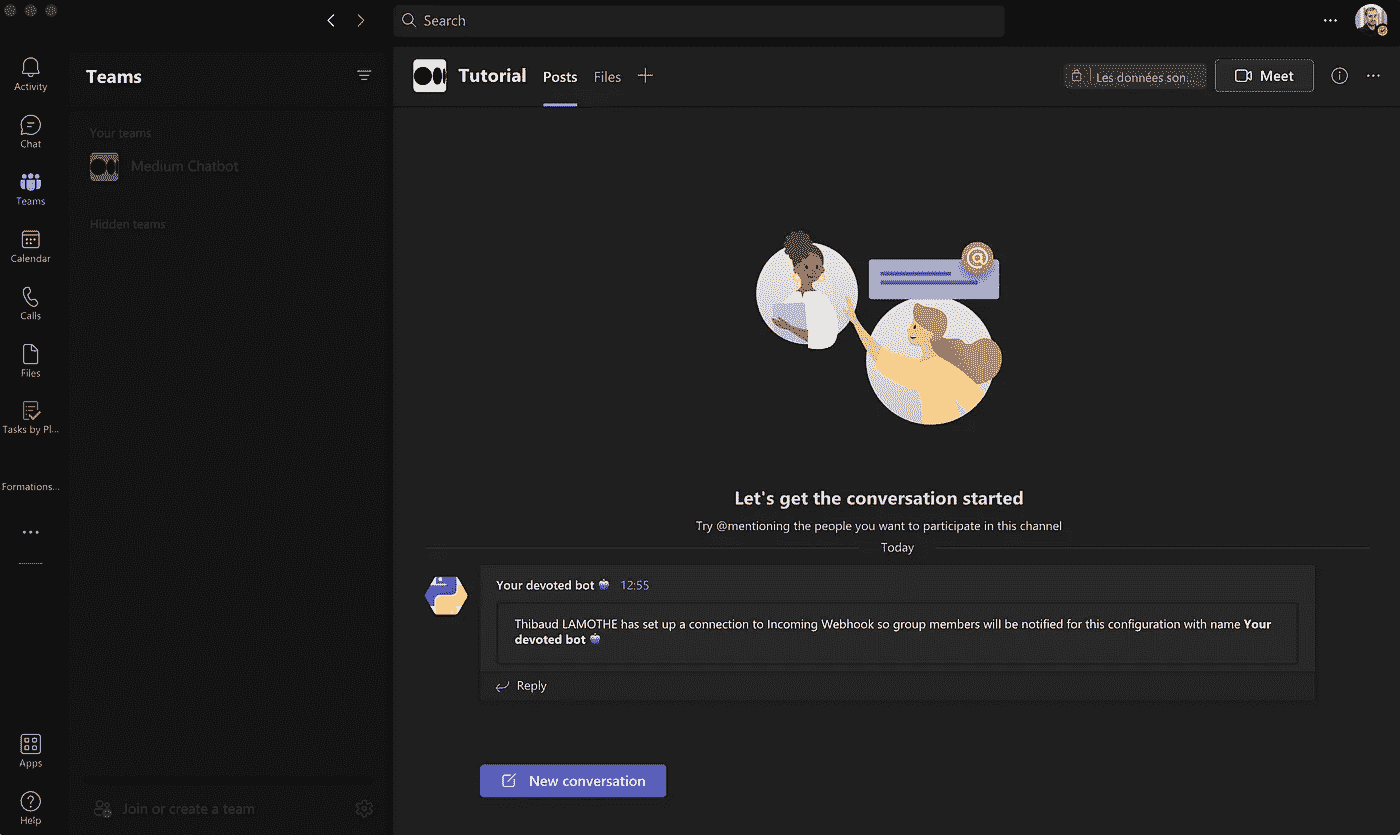 Search
Activity
Chat
Teams
Calendar
Calls
Files
Tasks by Pl...
Formations...
Apps
Help
Teams
Your teams
Medium Chatbot
Hidden teams
Join or create a team
Tutorial Posts Files
Les données son...
Meet
Let's get the conversation started
Try @mentioning the people you want to participate in this channel
Today
Your devoted bot 12:55
Thibaud LAMOTHE has set up a connection to Incoming Webhook so group members will be notified for this configuration with name Your
devoted bot
Reply
New conversation